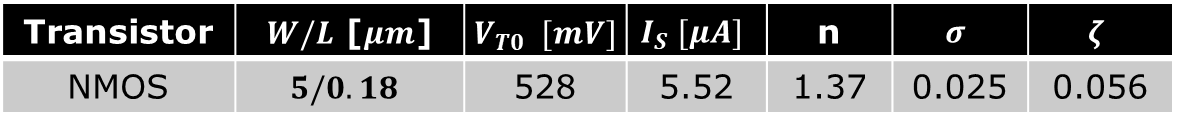 Transistor W/L [μm] V_T0 [mV] I_S [μA] n σ ζ
NMOS 5/0.18 528 5.52 1.37 0.025 0.056